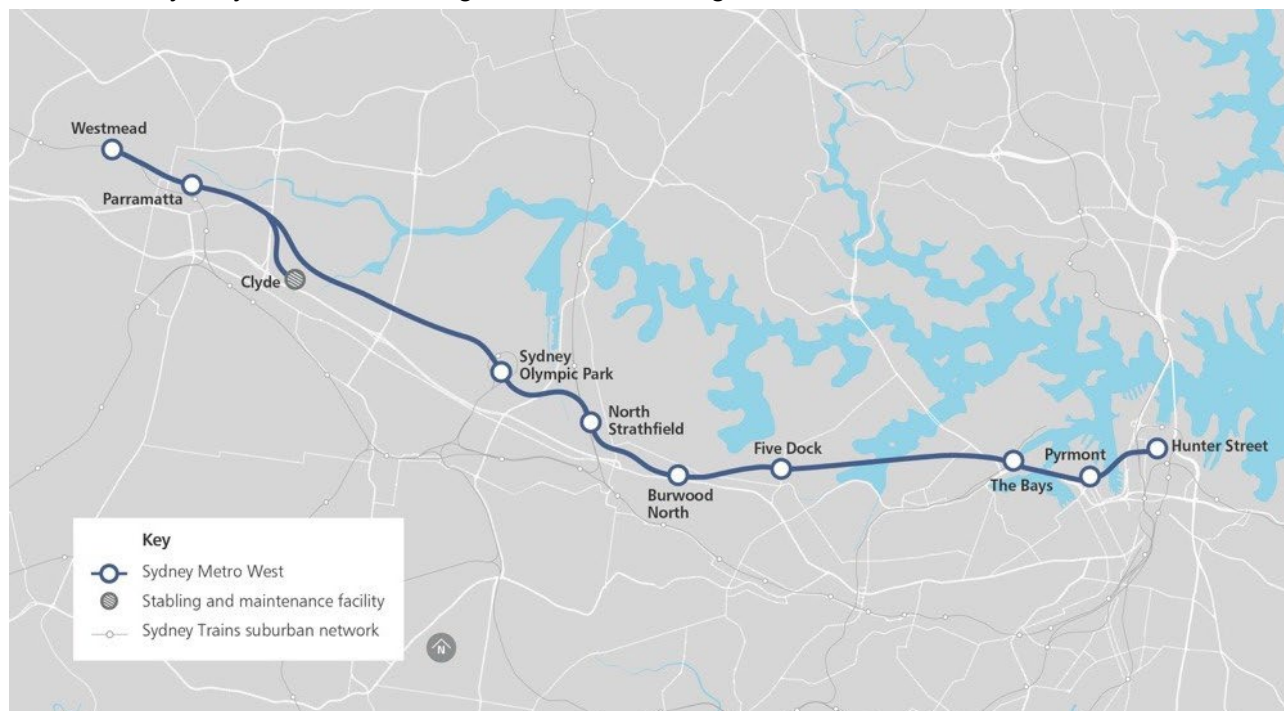 Westmead
Parramatta
Clyde
Sydney
Olympic Park
North
Strathfield
Burwood
North
Five Dock
The Bays
Pyrmont
Hunter Street
Key
Sydney Metro West
Stabling and maintenance facility
Sydney Trains suburban network
N